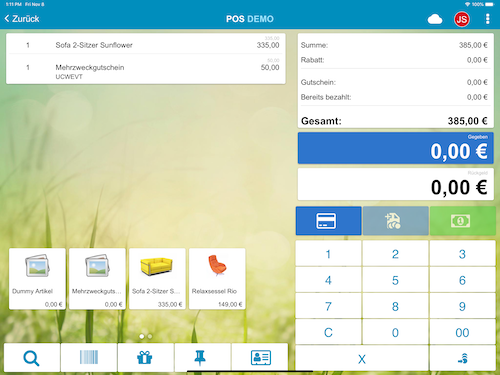 1:11 PM Fri Nov 8
100%
Zurück
POS DEMO
JS
1 Sofa 2-Sitzer Sunflower 335,00
335,00
1 Mehrzweckgutschein 50,00
50,00
UCWEVT
Summe: 385,00 €
Rabatt: 0,00 €
Gutschein: 0,00 €
Bereits bezahlt: 0,00 €
Gesamt: 385,00 €
Gegeben
0,00 €
Rückgeld
0,00 €
Dummy Artikel
0,00 €
Mehrzweckguts...
0,00 €
Sofa 2-Sitzer S...
335,00 €
Relaxsessel Rio
149,00 €
1 2 3
4 5 6
7 8 9
C 0 00
X